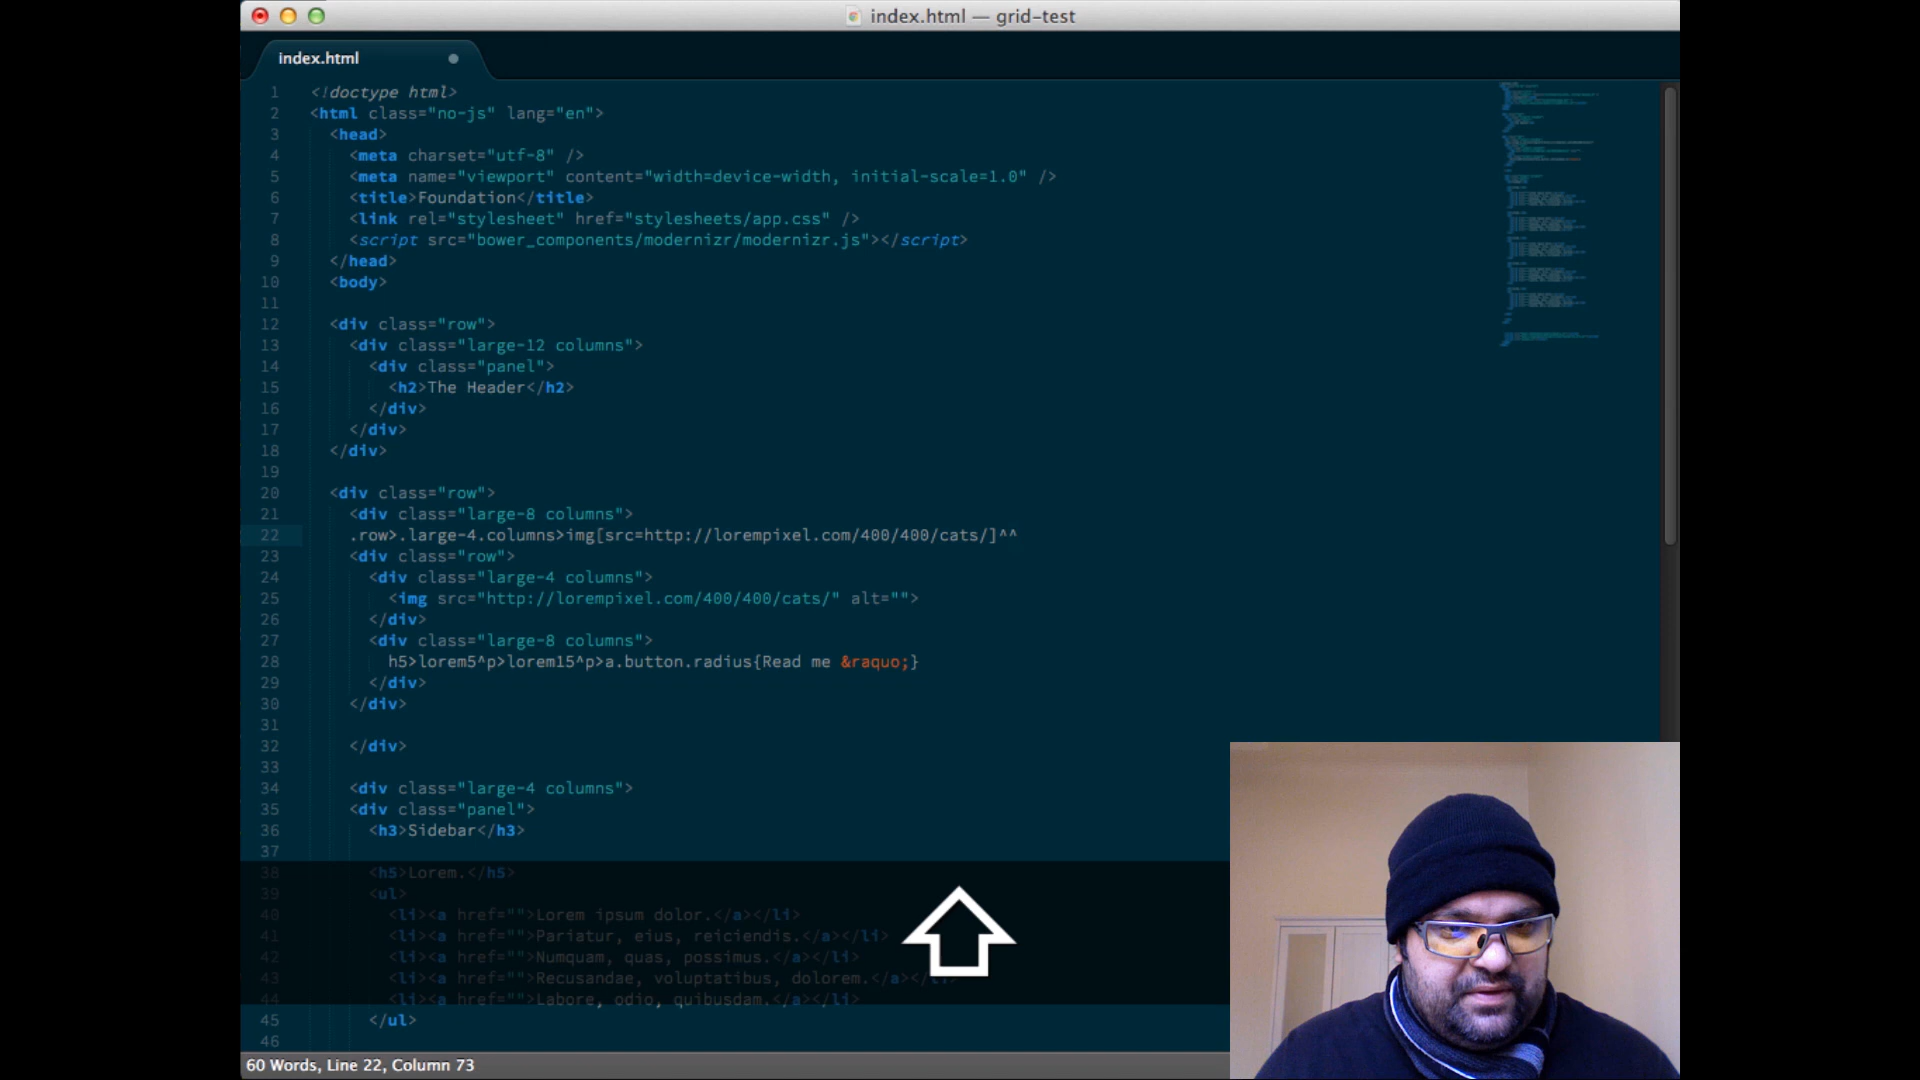 index.html — grid-test
index.html
1 <!doctype html>
2 <html class="no-js" lang="en">
3 <head>
4 <meta charset="utf-8" />
5 <meta name="viewport" content="width=device-width, initial-scale=1.0" />
6 <title>Foundation</title>
7 <link rel="stylesheet" href="stylesheets/app.css" />
8 <script src="bower_components/modernizr/modernizr.js"></script>
9 </head>
10 <body>
11
12 <div class="row">
13 <div class="large-12 columns">
14 <div class="panel">
15 <h2>The Header</h2>
16 </div>
17 </div>
18 </div>
19
20 <div class="row">
21 <div class="large-8 columns">
22 .row>.large-4.columns>img[src=http://lorempixel.com/400/400/cats/]^^
23 <div class="row">
24 <div class="large-4 columns">
25 <img src="http://lorempixel.com/400/400/cats/" alt="">
26 </div>
27 <div class="large-8 columns">
28 h5>lorem5^p>lorem15^p>a.button.radius{Read me &raquo;}
29 </div>
30 </div>
31
32 </div>
33
34 <div class="large-4 columns">
35 <div class="panel">
36 <h3>Sidebar</h3>
37
38 <h5>Lorem.</h5>
39 <ul>
40 <li><a href="">Lorem ipsum dolor.</a></li>
41 <li><a href="">Pariatur, eius, reiciendis.</a></li>
42 <li><a href="">Numquam, quas, possimus.</a></li>
43 <li><a href="">Recusandae, voluptatibus, dolorem.</a></li>
44 <li><a href="">Labore, odio, quibusdam.</a></li>
45 </ul>
46
60 Words, Line 22, Column 73